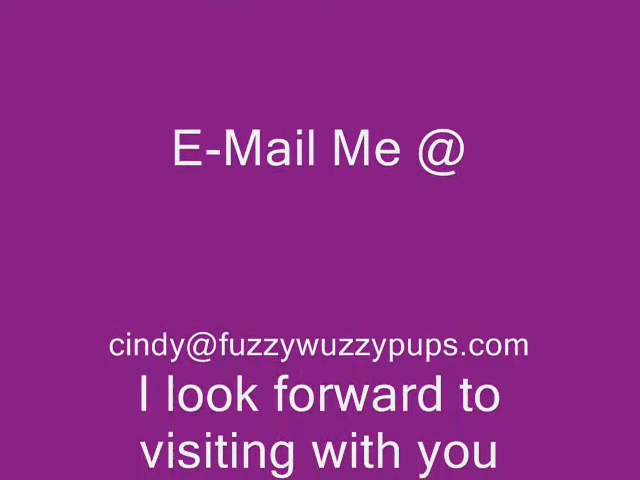 E-Mail Me @
cindy@fuzzywuzzypups.com
I look forward to
visiting with you